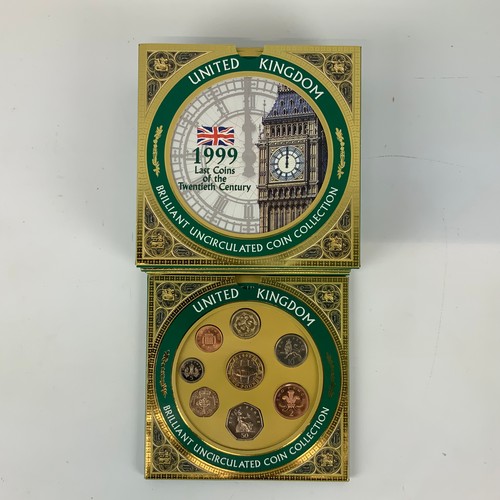 UNITED KINGDOM
1999
Last Coins
of the
Twentieth Century
BRILLIANT UNCIRCULATED COIN COLLECTION
UNITED KINGDOM
50
BRILLIANT UNCIRCULATED COIN COLLECTION